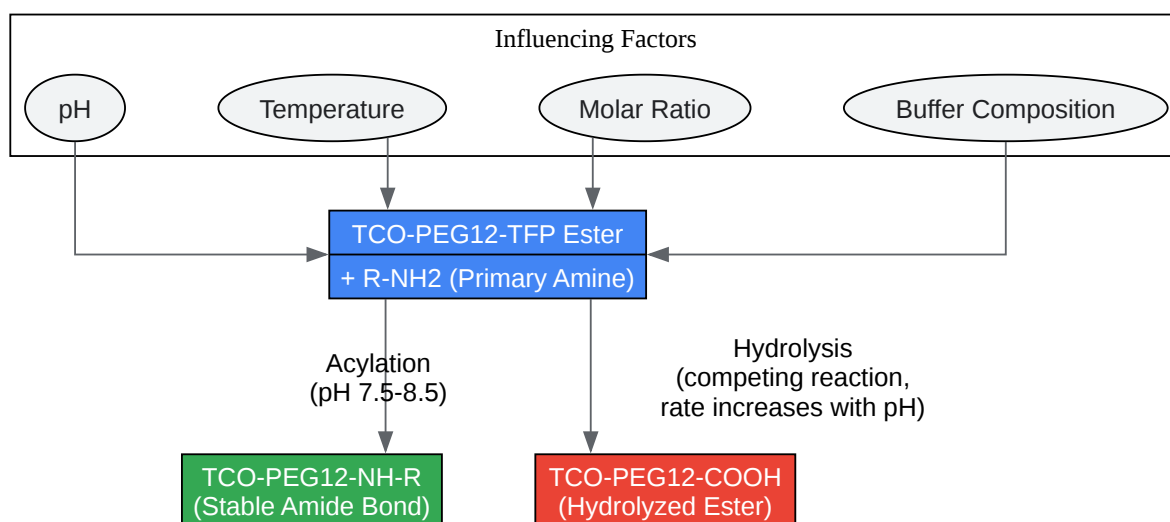 Influencing Factors
pH
Temperature
Molar Ratio
Buffer Composition
TCO-PEG12-TFP Ester
+ R-NH2 (Primary Amine)
Acylation
(pH 7.5-8.5)
Hydrolysis
(competing reaction,
rate increases with pH)
TCO-PEG12-NH-R
(Stable Amide Bond)
TCO-PEG12-COOH
(Hydrolyzed Ester)